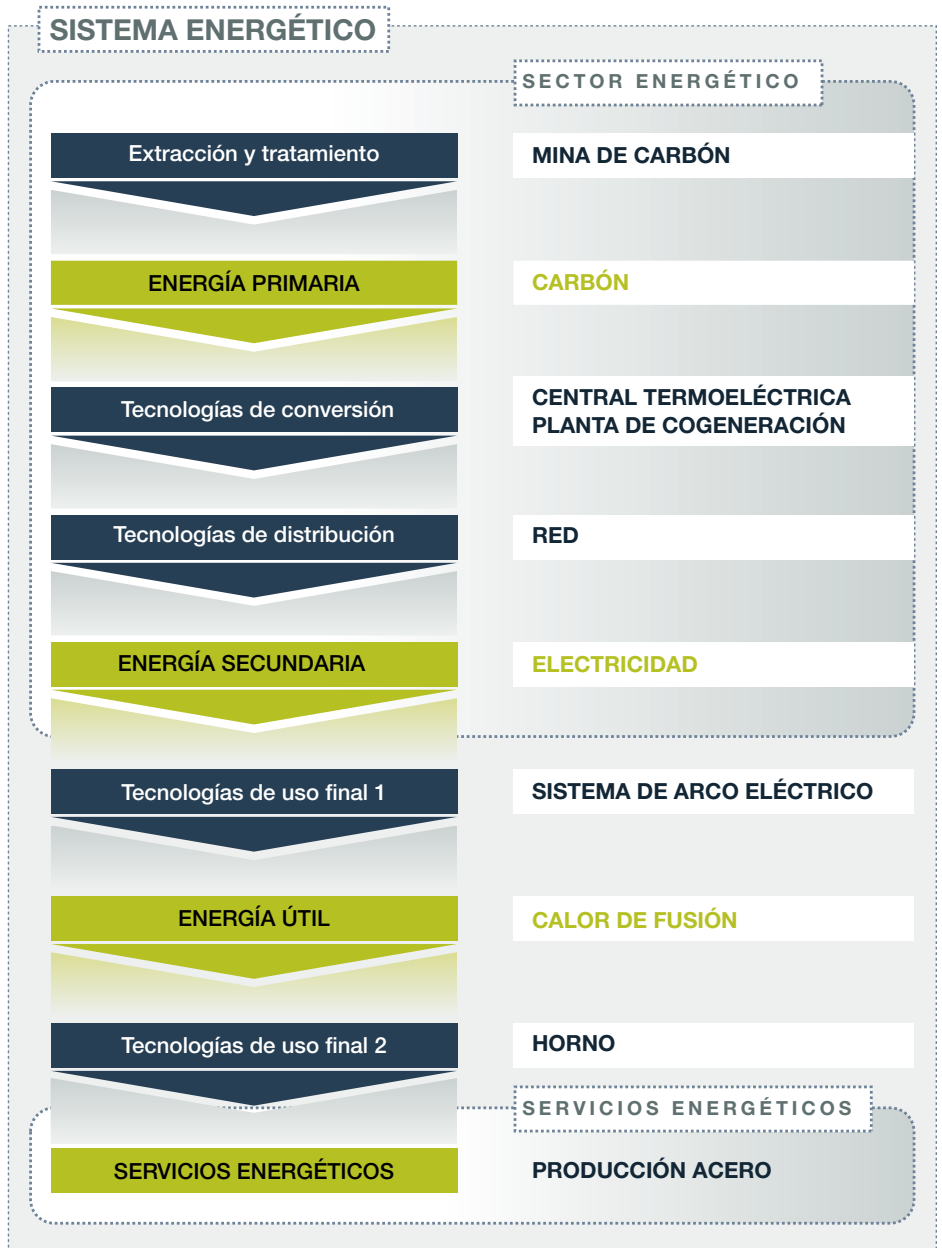 SISTEMA ENERGÉTICO
SECTOR ENERGÉTICO
Extracción y tratamiento
MINA DE CARBÓN
ENERGÍA PRIMARIA
CARBÓN
Tecnologías de conversión
CENTRAL TERMOELÉCTRICA
PLANTA DE COGENERACIÓN
Tecnologías de distribución
RED
ENERGÍA SECUNDARIA
ELECTRICIDAD
Tecnologías de uso final 1
SISTEMA DE ARCO ELÉCTRICO
ENERGÍA ÚTIL
CALOR DE FUSIÓN
Tecnologías de uso final 2
HORNO
SERVICIOS ENERGÉTICOS
SERVICIOS ENERGÉTICOS
PRODUCCIÓN ACERO